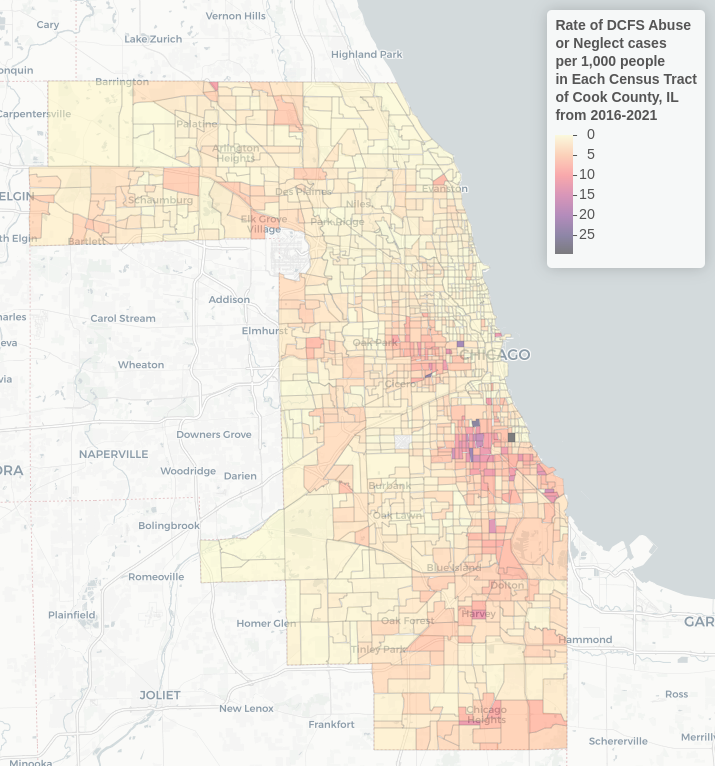 Vernon Hills
Cary
Lake Zurich
Highland Park
onquin
Barrington
Carpentersville
Palatine
Arlington
Heights
Evanston
Des Plaines
ELGIN
Schaumburg
Niles
Elk Grove
Village
Park Ridge
th Elgin
Bartlett
Addison
harles
Carol Stream
Elmhurst
eva
Oak Park
CHICAGO
Wheaton
via
Cicero
Downers Grove
NAPERVILLE
Woodridge
Darien
ORA
Burbank
Oak Lawn
Bolingbrook
Blue Island
Romeoville
Dolton
Plainfield
Harvey
Homer Glen
Oak Forest
GAR
Hammond
Tinley Park
JOLIET
Ross
New Lenox
Chicago
Heights
Frankfort
Schererville
Merrillv
Minooka
Rate of DCFS Abuse
or Neglect cases
per 1,000 people
in Each Census Tract
of Cook County, IL
from 2016-2021
0
5
10
15
20
25